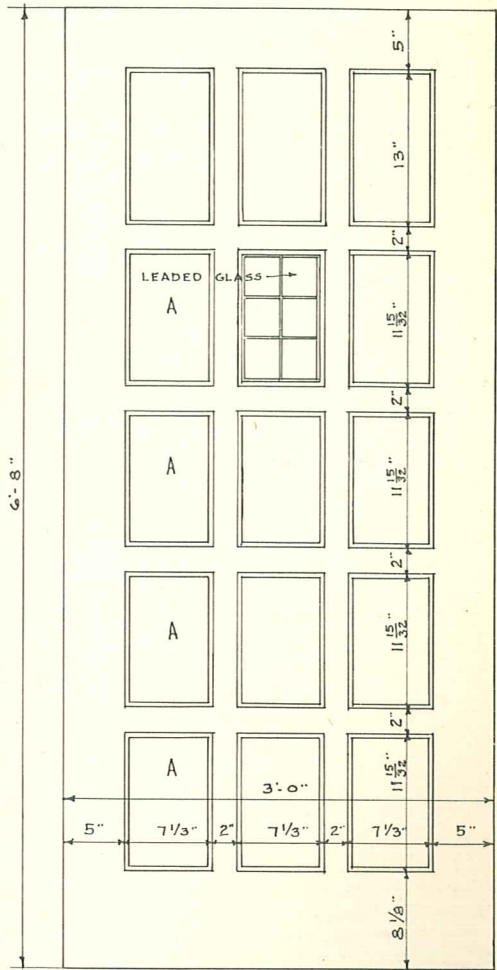 5"
13"
2"
LEADED GLASS
A
11 15/32"
2"
A
11 15/32"
6'-8"
2"
A
11 15/32"
2"
A
11 15/32"
3'-0"
5" 7 1/3" 2" 7 1/3" 2" 7 1/3" 5"
8 1/8"